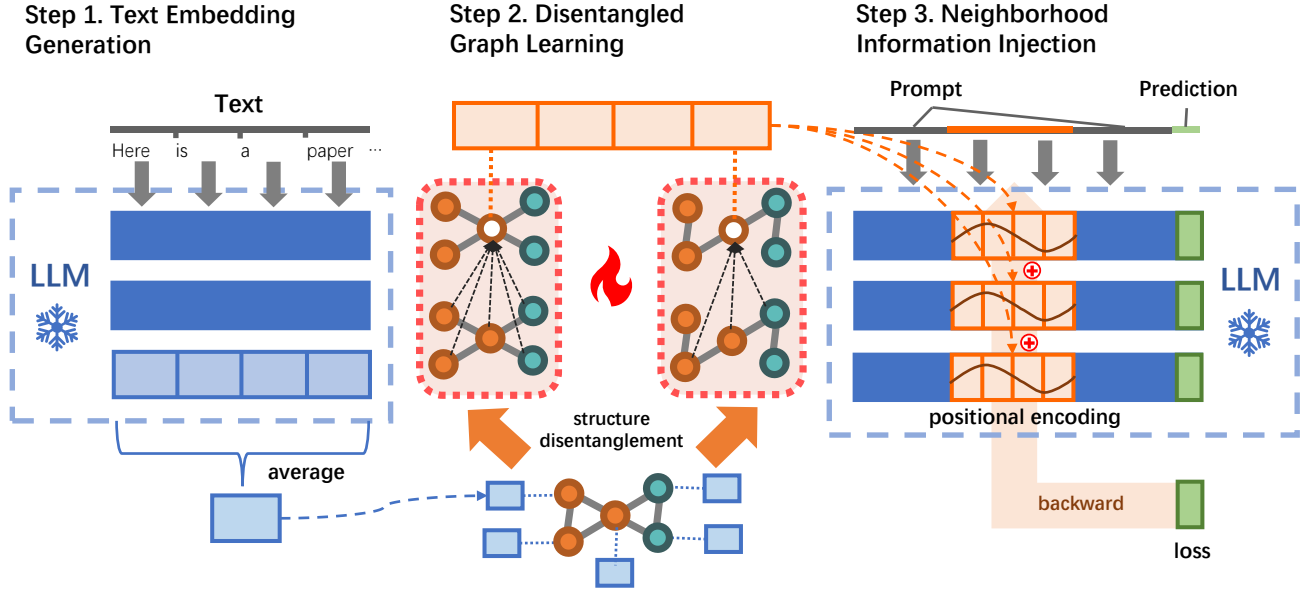 Step 1. Text Embedding
Generation
Text
Here is a paper ...
LLM
average
Step 2. Disentangled
Graph Learning
structure
disentanglement
Step 3. Neighborhood
Information Injection
Prompt
Prediction
LLM
positional encoding
backward
loss